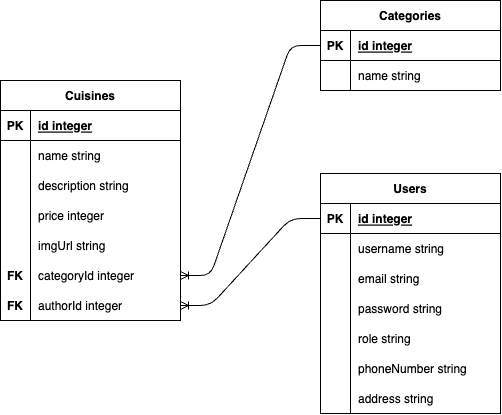 Categories
PK id integer
name string
Cuisines
PK id integer
name string
description string
price integer
imgUrl string
FK categoryId integer
FK authorId integer
Users
PK id integer
username string
email string
password string
role string
phoneNumber string
address string